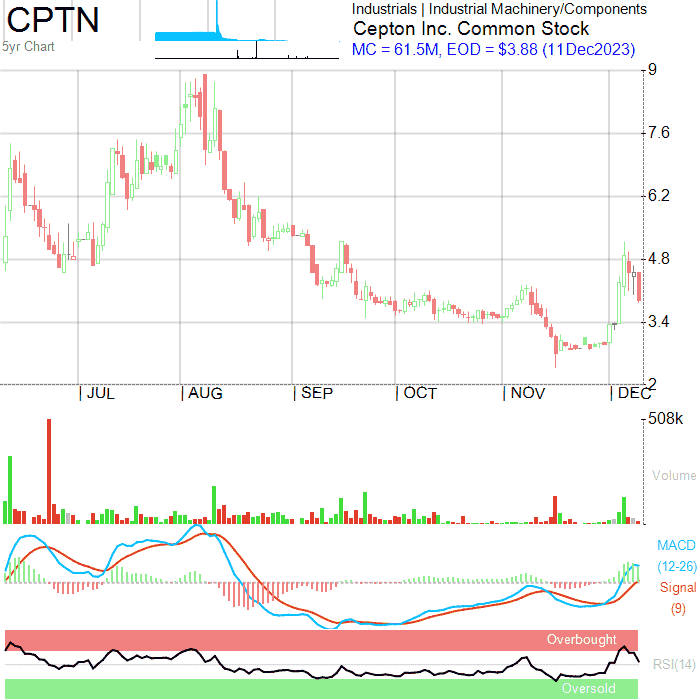 CPTN
5yr Chart
Industrials | Industrial Machinery/Components
Cepton Inc. Common Stock
MC = 61.5M, EOD = $3.88 (11Dec2023)
9
7.6
6.2
4.8
3.4
2
JUL
AUG
SEP
OCT
NOV
DEC
508k
Volume
MACD
(12-26)
Signal
(9)
Overbought
RSI(14)
Oversold